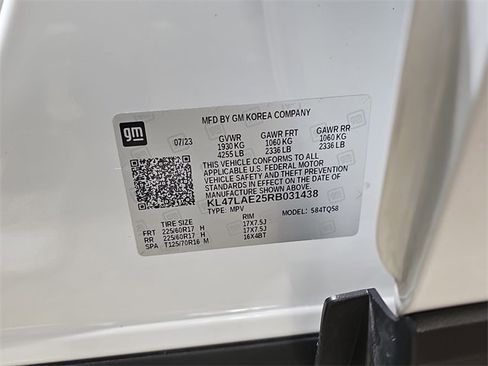 MFD BY GM KOREA COMPANY
gm
07/23 GVWR GAWR FRT GAWR RR
1930 KG 1060 KG 1060 KG
4255 LB 2336 LB 2336 LB
THIS VEHICLE CONFORMS TO ALL
APPLICABLE U.S. FEDERAL MOTOR
VEHICLE SAFETY AND THEFT PREVENTION
STANDARDS IN EFFECT ON THE DATE OF
MANUFACTURE SHOWN ABOVE.
KL47LAE25RB031438
TYPE: MPV MODEL: 584TQ58
TIRE SIZE RIM
FRT 225/60R17 H 17X7.5J
RR 225/60R17 H 17X7.5J
SPA T125/70R16 M 16X4BT